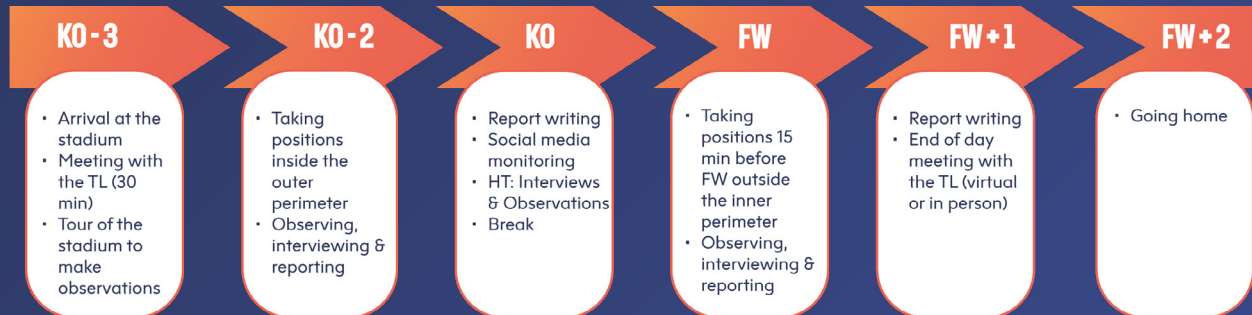 KO-3
· Arrival at the
stadium
· Meeting with
the TL (30
min)
· Tour of the
stadium to
make
observations
KO-2
· Taking
positions
inside the
outer
perimeter
· Observing,
interviewing &
reporting
KO
· Report writing
· Social media
monitoring
· HT: Interviews
& Observations
· Break
FW
· Taking
positions 15
min before
FW outside
the inner
perimeter
· Observing,
interviewing &
reporting
FW+1
· Report writing
· End of day
meeting with
the TL (virtual
or in person)
FW+2
· Going home